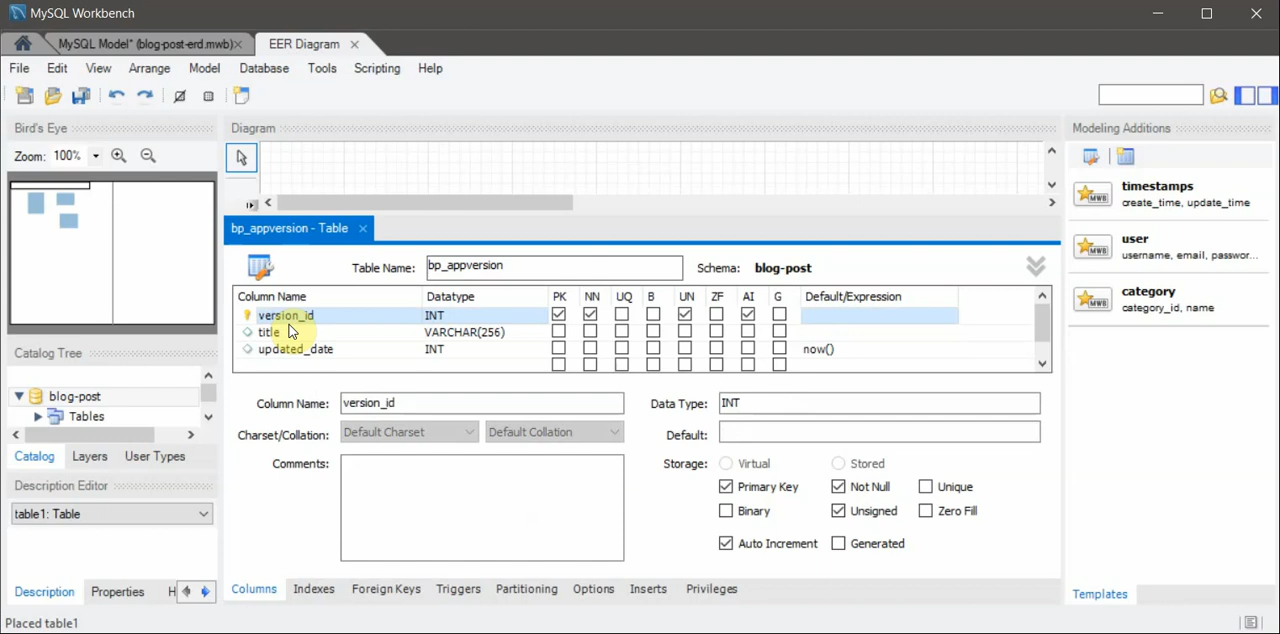 MySQL Workbench
MySQL Model* (blog-post-erd.mwb) EER Diagram
File Edit View Arrange Model Database Tools Scripting Help
Bird's Eye Diagram Modeling Additions
Zoom: 100%
timestamps
create_time, update_time
bp_appversion - Table
user
username, email, passwor...
Table Name: bp_appversion Schema: blog-post
Column Name Datatype PK NN UQ B UN ZF AI G Default/Expression
category
category_id, name
version_id INT
title VARCHAR(256)
updated_date INT now()
Catalog Tree
blog-post
Tables
Column Name: version_id Data Type: INT
Charset/Collation: Default Charset Default Collation Default:
Catalog Layers User Types
Comments: Storage: Virtual Stored
Description Editor
Primary Key Not Null Unique
table1: Table
Binary Unsigned Zero Fill
Auto Increment Generated
Description Properties H
Columns Indexes Foreign Keys Triggers Partitioning Options Inserts Privileges
Templates
Placed table1